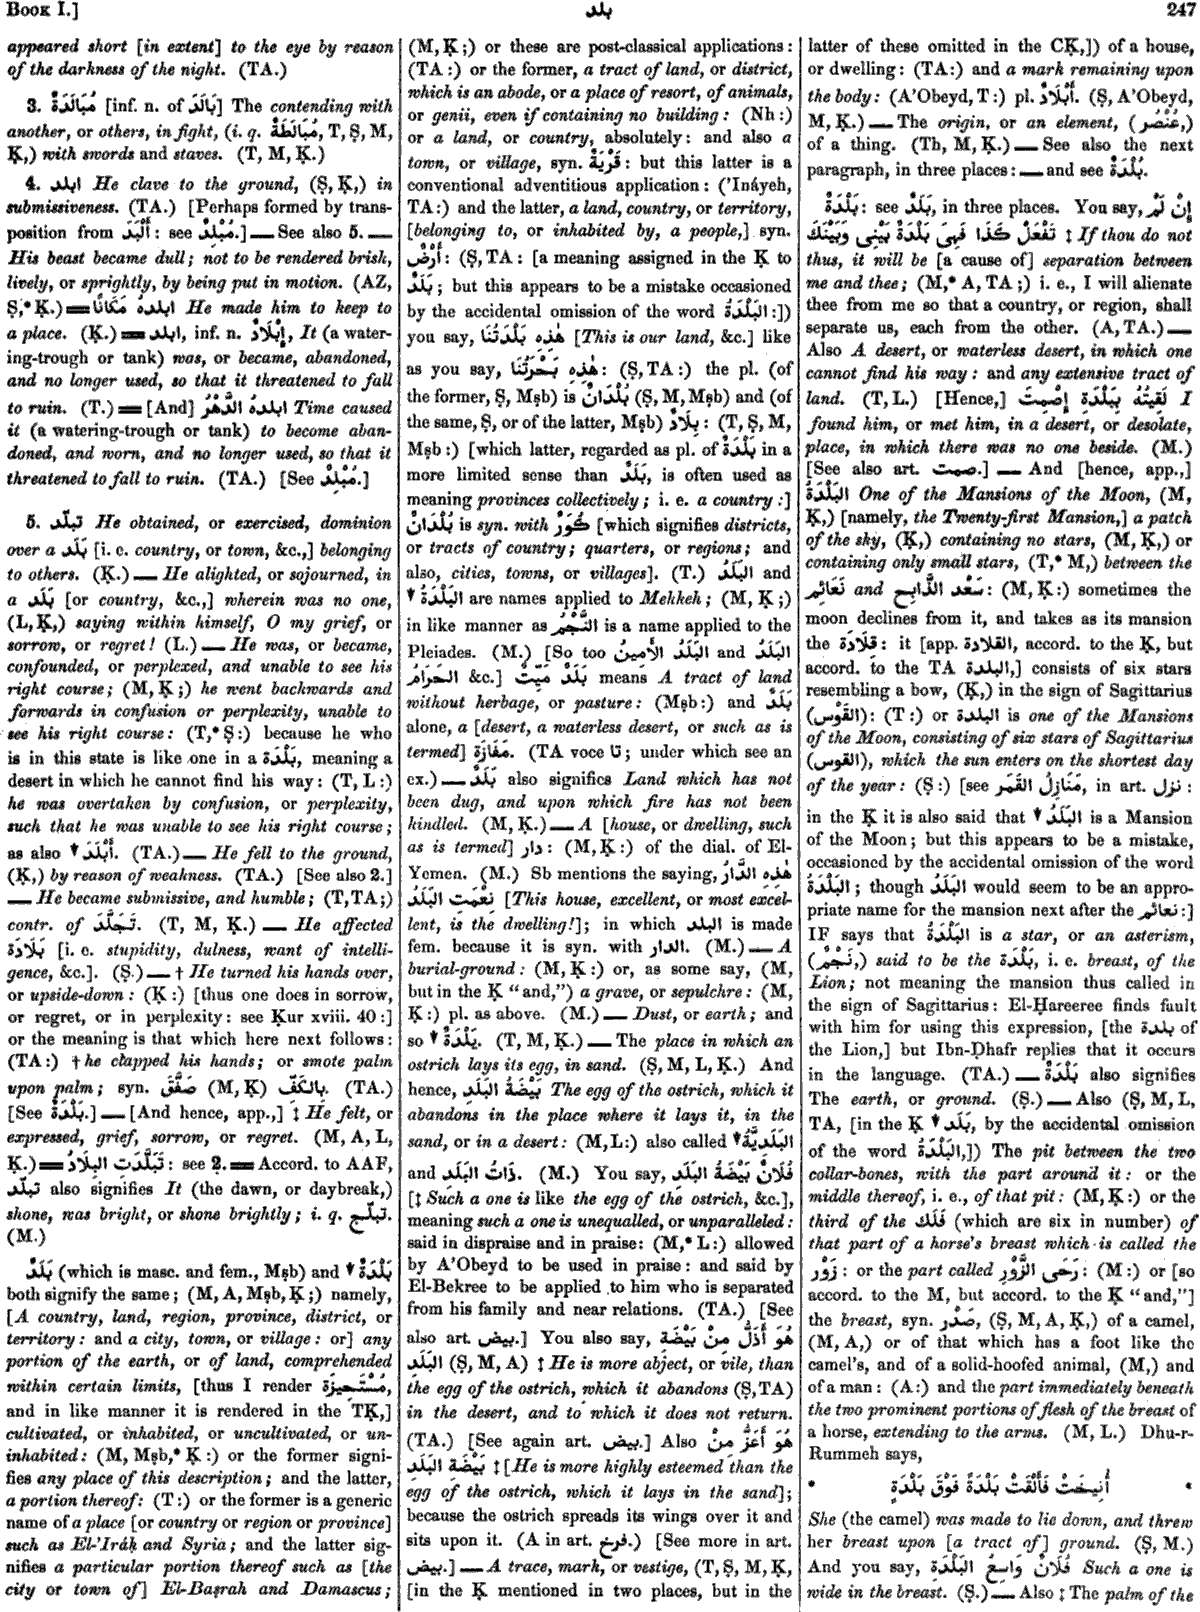 BOOK I.]
بلد
247
appeared short [in extent] to the eye by reason
of the darkness of the night. (TA.)
3. مُبَالَدَةٌ [inf. n. of بَالَدَ] The contending with
another, or others, in fight, (i. q. مُبَالَطَةٌ, T, Ṣ, M,
Ḳ,) with swords and staves. (T, M, Ḳ.)
4. ابلد He clave to the ground, (Ṣ, Ḳ,) in
submissiveness. (TA.) [Perhaps formed by trans-
position from أَلْبَدَ: see مُبْلِدٌ.] — See also 5. —
His beast became dull; not to be rendered brish,
lively, or sprightly, by being put in motion. (AZ,
Ṣ,* Ḳ.) = ابلدهُ مَكَانًا He made him to keep to
a place. (Ḳ.) = ابلد, inf. n. إِبْلَادٌ, It (a water-
ing-trough or tank) was, or became, abandoned,
and no longer used, so that it threatened to fall
to ruin. (T.) = [And] ابلدهُ الدَّهْرُ Time caused
it (a watering-trough or tank) to become aban-
doned, and worn, and no longer used, so that it
threatened to fall to ruin. (TA.) [See مُبْلِدٌ.]
5. تبلّد He obtained, or exercised, dominion
over a بَلَد [i. e. country, or town, &c.,] belonging
to others. (Ḳ.) — He alighted, or sojourned, in
a بَلَد [or country, &c.,] wherein was no one,
(L, Ḳ,) saying within himself, O my grief, or
sorrow, or regret! (L.) — He was, or became,
confounded, or perplexed, and unable to see his
right course; (M, Ḳ;) he went backwards and
forwards in confusion or perplexity, unable to
see his right course: (T,* Ṣ:) because he who
is in this state is like one in a بَلْدَة, meaning a
desert in which he cannot find his way: (T, L:)
he was overtaken by confusion, or perplexity,
such that he was unable to see his right course;
as also ▼ أَبْلَدَ. (TA.) — He fell to the ground,
(Ḳ,) by reason of weakness. (TA.) [See also 2.]
— He became submissive, and humble; (T, TA;)
contr. of تَجَلَّدَ. (T, M, Ḳ.) — He affected
بَلَادَة [i. e. stupidity, dulness, want of intelli-
gence, &c.]. (Ṣ.) — † He turned his hands over,
or upside-down: (Ḳ:) [thus one does in sorrow,
or regret, or in perplexity: see Ḳur xviii. 40:]
or the meaning is that which here next follows:
(TA:) † he clapped his hands; or smote palm
upon palm; syn. صَفَّقَ (M, Ḳ) بِالكَفِّ. (TA.)
[See بَلْدَةٌ.] — [And hence, app.,] ‡ He felt, or
expressed, grief, sorrow, or regret. (M, A, L,
Ḳ.) = تَبَلَّدَتِ البِلَادُ: see 2. = Accord. to AAF,
تبلّد also signifies It (the dawn, or daybreak,)
shone, was bright, or shone brightly; i. q. تبلّج.
(M.)
بَلَدٌ (which is masc. and fem., Mṣb) and ▼ بَلْدَةٌ
both signify the same; (M, A, Mṣb, Ḳ;) namely,
[A country, land, region, province, district, or
territory: and a city, town, or village: or] any
portion of the earth, or of land, comprehended
within certain limits, [thus I render مُسْتَحِيزَة,
and in like manner it is rendered in the TḲ,]
cultivated, or inhabited, or uncultivated, or un-
inhabited: (M, Mṣb,* Ḳ:) or the former signi-
fies any place of this description; and the latter,
a portion thereof: (T:) or the former is a generic
name of a place [or country or region or province]
such as El-'Iráḳ and Syria; and the latter sig-
nifies a particular portion thereof such as [the
city or town of] El-Baṣrah and Damascus;
(M, Ḳ;) or these are post-classical applications:
(TA:) or the former, a tract of land, or district,
which is an abode, or a place of resort, of animals,
or genii, even if containing no building: (Nh:)
or a land, or country, absolutely: and also a
town, or village, syn. قَرْيَةٌ: but this latter is a
conventional adventitious application: ('Ináyeh,
TA:) and the latter, a land, country, or territory,
[belonging to, or inhabited by, a people,] syn.
أَرْضٌ: (Ṣ, TA: [a meaning assigned in the Ḳ to
بَلَدٌ; but this appears to be a mistake occasioned
by the accidental omission of the word البَلْدَةُ:])
you say, هٰذِهِ بَلْدَتُنَا [This is our land, &c.] like
as you say, هٰذِهِ بَحْرَتُنَا: (Ṣ, TA:) the pl. (of
the former, Ṣ, Mṣb) is بُلْدَانٌ (Ṣ, M, Mṣb) and (of
the same, Ṣ, or of the latter, Mṣb) بِلَادٌ: (T, Ṣ, M,
Mṣb:) [which latter, regarded as pl. of بَلْدَةٌ in a
more limited sense than بَلَدٌ, is often used as
meaning provinces collectively; i. e. a country:]
بُلْدَانٌ is syn. with كُوَرٌ [which signifies districts,
or tracts of country; quarters, or regions; and
also, cities, towns, or villages]. (T.) البَلَدُ and
▼ البَلْدَةُ are names applied to Mekkeh; (M, Ḳ;)
in like manner as النَّجْمُ is a name applied to the
Pleiades. (M.) [So too البَلَدُ الأَمِينُ and البَلَدُ
الحَرَامُ &c.] بَلَدٌ مَيِّتٌ means A tract of land
without herbage, or pasture: (Mṣb:) and بَلَدٌ
alone, a [desert, a waterless desert, or such as is
termed] مَفَازَة. (TA voce تا; under which see an
ex.) — بَلَدٌ also signifies Land which has not
been dug, and upon which fire has not been
kindled. (M, Ḳ.) — A [house, or dwelling, such
as is termed] دار: (M, Ḳ:) of the dial. of El-
Yemen. (M.) Sb mentions the saying, هٰذِهِ الدَّارُ
نِعْمَتِ البَلَدُ [This house, excellent, or most excel-
lent, is the dwelling!]; in which البلد is made
fem. because it is syn. with الدار. (M.) — A
burial-ground: (M, Ḳ:) or, as some say, (M,
but in the Ḳ "and,") a grave, or sepulchre: (M,
Ḳ:) pl. as above. (M.) — Dust, or earth; and
so ▼ بَلْدَةٌ. (T, M, Ḳ.) — The place in which an
ostrich lays its egg, in sand. (Ṣ, M, L, Ḳ.) And
hence, بَيْضَةُ البَلَدِ The egg of the ostrich, which it
abandons in the place where it lays it, in the
sand, or in a desert: (M, L:) also called ▼ البَلَدِيَّةُ
and ذَاتُ البَلَدِ. (M.) You say, فُلَانٌ بَيْضَةُ البَلَدِ
[‡ Such a one is like the egg of the ostrich, &c.],
meaning such a one is unequalled, or unparalleled:
said in dispraise and in praise: (M,* L:) allowed
by A'Obeyd to be used in praise: and said by
El-Bekree to be applied to him who is separated
from his family and near relations. (TA.) [See
also art. بيض.] You also say, هُوَ أَذَلُّ مِنْ بَيْضَةِ
البَلَدِ (Ṣ, M, A) ‡ He is more abject, or vile, than
the egg of the ostrich, which it abandons (Ṣ, TA)
in the desert, and to which it does not return.
(TA.) [See again art. بيض.] Also هُوَ أَعَزُّ مِنْ
بَيْضَةِ البَلَدِ ‡ [He is more highly esteemed than the
egg of the ostrich, which it lays in the sand];
because the ostrich spreads its wings over it and
sits upon it. (A in art. فرخ.) [See more in art.
بيض.] — A trace, mark, or vestige, (T, Ṣ, M, Ḳ,
[in the Ḳ mentioned in two places, but in the
latter of these omitted in the CḲ,]) of a house,
or dwelling: (TA:) and a mark remaining upon
the body: (A'Obeyd, T:) pl. أَبْلَادٌ. (Ṣ, A'Obeyd,
M, Ḳ.) — The origin, or an element, (عُنْصُر,)
of a thing. (Th, M, Ḳ.) — See also the next
paragraph, in three places: — and see بُلْدَةٌ.
بَلْدَةٌ: see بَلَدٌ, in three places. You say, إِنْ لَمْ
تَفْعَلْ كَذَا فَهِىَ بَلْدَةٌ بَيْنِى وَبَيْنَكَ ‡ If thou do not
thus, it will be [a cause of] separation between
me and thee; (M,* A, TA;) i. e., I will alienate
thee from me so that a country, or region, shall
separate us, each from the other. (A, TA.) —
Also A desert, or waterless desert, in which one
cannot find his way: and any extensive tract of
land. (T, L.) [Hence,] لَقِيتُهُ بِبَلْدَةِ إِصْمِتَ I
found him, or met him, in a desert, or desolate,
place, in which there was no one beside. (M.)
[See also art. صمت.] — And [hence, app.,]
البَلْدَةُ One of the Mansions of the Moon, (M,
Ḳ,) [namely, the Twenty-first Mansion,] a patch
of the sky, (Ḳ,) containing no stars, (M, Ḳ,) or
containing only small stars, (T,* M,) between the
نَعَائِم and سَعْد الذَّابِح: (M, Ḳ:) sometimes the
moon declines from it, and takes as its mansion
the قِلَادَة: it [app. القلادة, accord. to the Ḳ, but
accord. to the TA البلدة,] consists of six stars
resembling a bow, (Ḳ,) in the sign of Sagittarius
(القَوْس): (T:) or البلدة is one of the Mansions
of the Moon, consisting of six stars of Sagittarius
(القوس), which the sun enters on the shortest day
of the year: (Ṣ:) [see مَنَازِلُ القَمَرِ, in art. نزل:
in the Ḳ it is also said that ▼ البَلَدُ is a Mansion
of the Moon; but this appears to be a mistake,
occasioned by the accidental omission of the word
البَلْدَةُ; though البَلَدُ would seem to be an appro-
priate name for the mansion next after the نعائم:]
IF says that البَلْدَةُ is a star, or an asterism,
(نَجْمٌ,) said to be the بَلْدَة, i. e. breast, of the
Lion; not meaning the mansion thus called in
the sign of Sagittarius: El-Ḥareeree finds fault
with him for using this expression, [the بلدة of
the Lion,] but Ibn-Ḍhafr replies that it occurs
in the language. (TA.) — بَلْدَةٌ also signifies
The earth, or ground. (Ṣ.) — Also (Ṣ, M, L,
TA, [in the Ḳ ▼ بَلَد, by the accidental omission
of the word البَلْدَةُ,]) The pit between the two
collar-bones, with the part around it: or the
middle thereof, i. e., of that pit: (M, Ḳ:) or the
third of the فَلَك (which are six in number) of
that part of a horse's breast which is called the
زَوْر: or the part called رَحَى الزَّوْرِ: (M:) or [so
accord. to the M, but accord. to the Ḳ "and,"]
the breast, syn. صَدْر, (Ṣ, M, A, Ḳ,) of a camel,
(M, A,) or of that which has a foot like the
camel's, and of a solid-hoofed animal, (M,) and
of a man: (A:) and the part immediately beneath
the two prominent portions of flesh of the breast of
a horse, extending to the arms. (M, L.) Dhu-r-
Rummeh says,
* أُنِيخَتْ فَأَلْقَتْ بَلْدَةً فَوْقَ بَلْدَةٍ *
She (the camel) was made to lie down, and threw
her breast upon [a tract of] ground. (Ṣ, M.)
And you say, فُلَانٌ وَاسِعُ البَلْدَةِ Such a one is
wide in the breast. (Ṣ.) — Also ‡ The palm of the